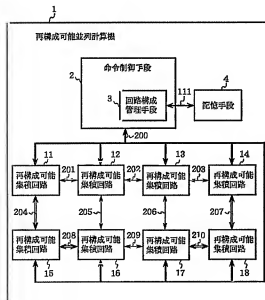 1
再構成可能並列計算機
命令制御手段
2
3
回路構成
管理手段
111
4
記憶手段
200
11
12
13
14
再構成可能
集積回路
201
再構成可能
集積回路
202
再構成可能
集積回路
203
再構成可能
集積回路
204
205
206
207
再構成可能
集積回路
208
再構成可能
集積回路
209
再構成可能
集積回路
210
再構成可能
集積回路
15
16
17
18